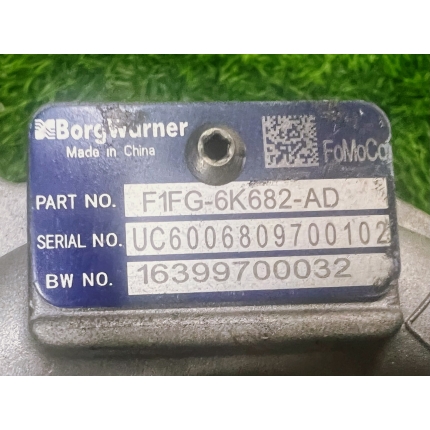 BorgWarner
Made in China
FoMoCo
PART NO. F1FG-6K682-AD
SERIAL NO. UC6006809700102
BW NO. 16399700032